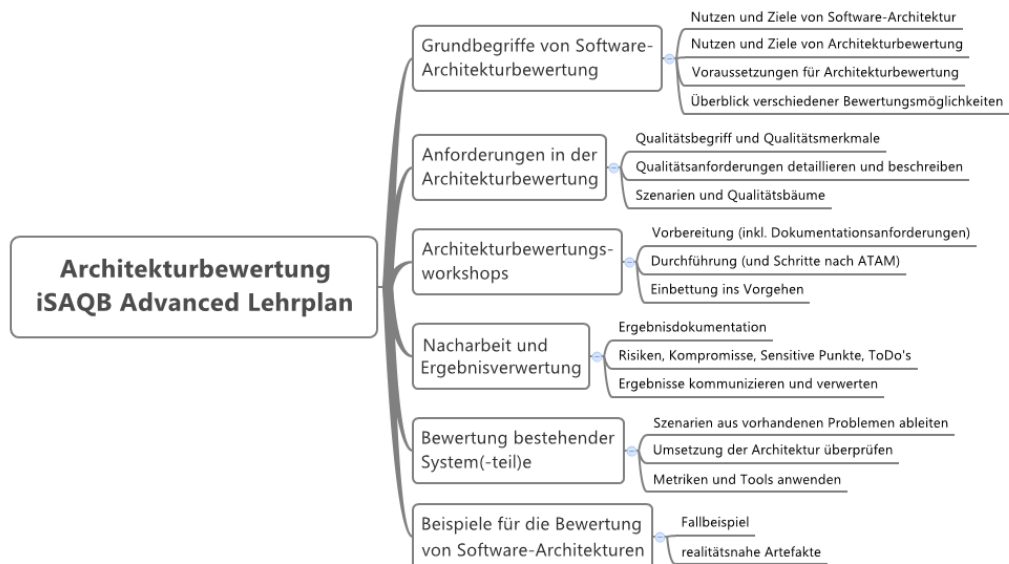 Architekturbewertung
iSAQB Advanced Lehrplan
Grundbegriffe von Software-
Architekturbewertung
Nutzen und Ziele von Software-Architektur
Nutzen und Ziele von Architekturbewertung
Voraussetzungen für Architekturbewertung
Überblick verschiedener Bewertungsmöglichkeiten
Anforderungen in der
Architekturbewertung
Qualitätsbegriff und Qualitätsmerkmale
Qualitätsanforderungen detaillieren und beschreiben
Szenarien und Qualitätsbäume
Architekturbewertungs-
workshops
Vorbereitung (inkl. Dokumentationsanforderungen)
Durchführung (und Schritte nach ATAM)
Einbettung ins Vorgehen
Nacharbeit und
Ergebnisverwertung
Ergebnisdokumentation
Risiken, Kompromisse, Sensitive Punkte, ToDo's
Ergebnisse kommunizieren und verwerten
Bewertung bestehender
System(-teil)e
Szenarien aus vorhandenen Problemen ableiten
Umsetzung der Architektur überprüfen
Metriken und Tools anwenden
Beispiele für die Bewertung
von Software-Architekturen
Fallbeispiel
realitätsnahe Artefakte